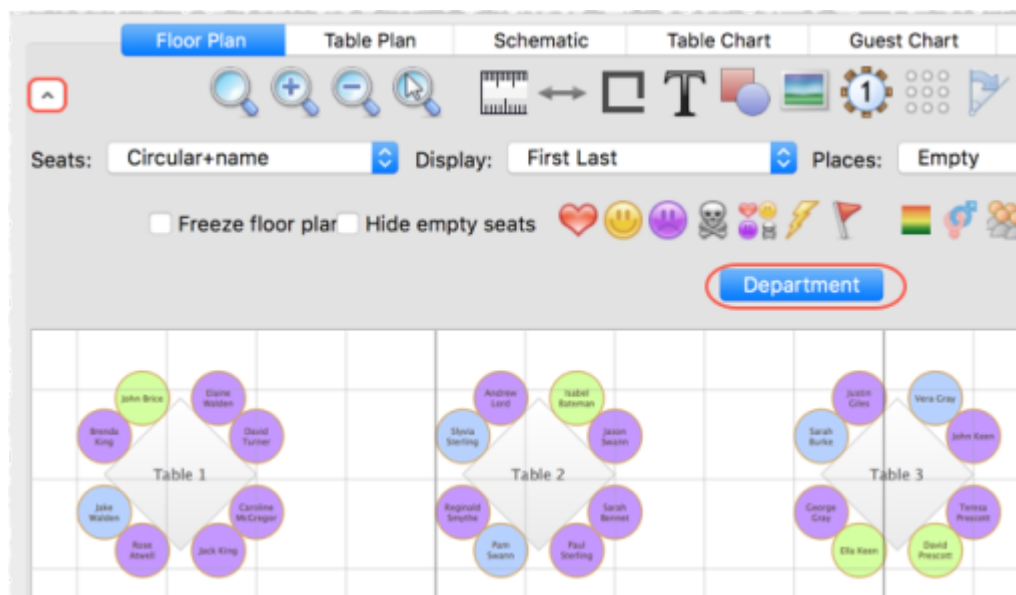 Floor Plan
Table Plan
Schematic
Table Chart
Guest Chart
T
1
Seats:
Circular+name
Display:
First Last
Places:
Empty
Freeze floor plar
Hide empty seats
Department
John Brice
Elaine
Walden
Brenda
King
David
Turner
Table 1
Jake
Walden
Caroline
McGregor
Rose
Atwell
Jack King
Andrew
Lord
Isabel
Bateman
Slyvia
Sterling
Jason
Swann
Table 2
Reginald
Smythe
Sarah
Bennet
Pam
Swann
Paul
Sterling
Justin
Giles
Vera Gray
Sarah
Burke
John Keen
Table 3
George
Gray
Teresa
Prescott
Ella Keen
David
Prescott